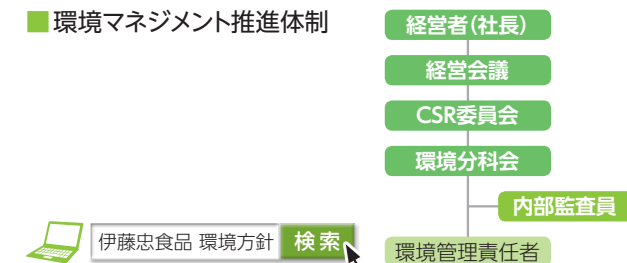 環境マネジメント推進体制
経営者(社長)
経営会議
CSR委員会
環境分科会
内部監査員
環境管理責任者
伊藤忠食品 環境方針 検索